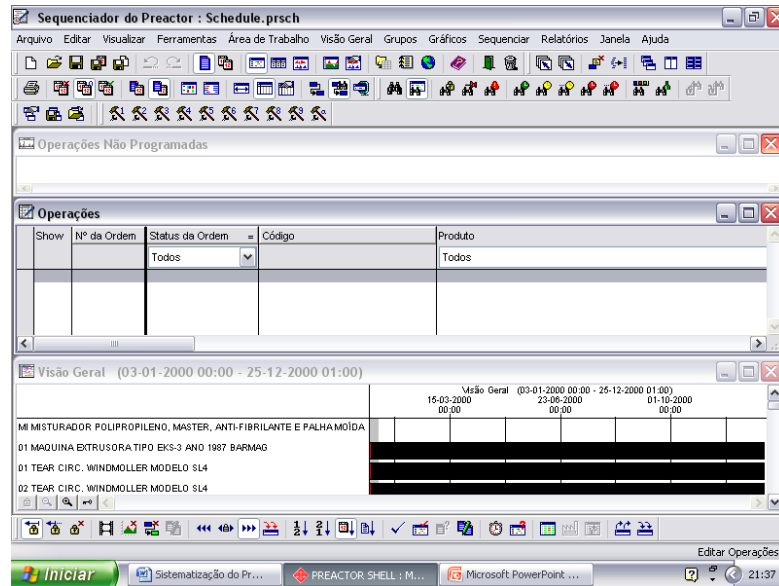 Sequenciador do Preactor : Schedule.prsch
Arquivo Editar Visualizar Ferramentas Área de Trabalho Visão Geral Grupos Gráficos Sequenciar Relatórios Janela Ajuda
Operações Não Programadas
Operações
Show Nº da Ordem Status da Ordem = Código Produto
Todos Todos
Visão Geral (03-01-2000 00:00 - 25-12-2000 01:00)
Visão Geral (03-01-2000 00:00 - 25-12-2000 01:00)
15-03-2000 23-06-2000 01-10-2000
00:00 00:00 00:00
MI MISTURADOR POLIPROPILENO, MASTER, ANTI-FIBRILANTE E PALHA MOÍDA
01 MAQUINA EXTRUSORA TIPO EKS-3 ANO 1987 BARMAG
01 TEAR CIRC. WINDMOLLER MODELO SL4
02 TEAR CIRC. WINDMOLLER MODELO SL4
Editar Operações
Iniciar Sistematização do Pr... PREACTOR SHELL : M... Microsoft PowerPoint ... 21:37